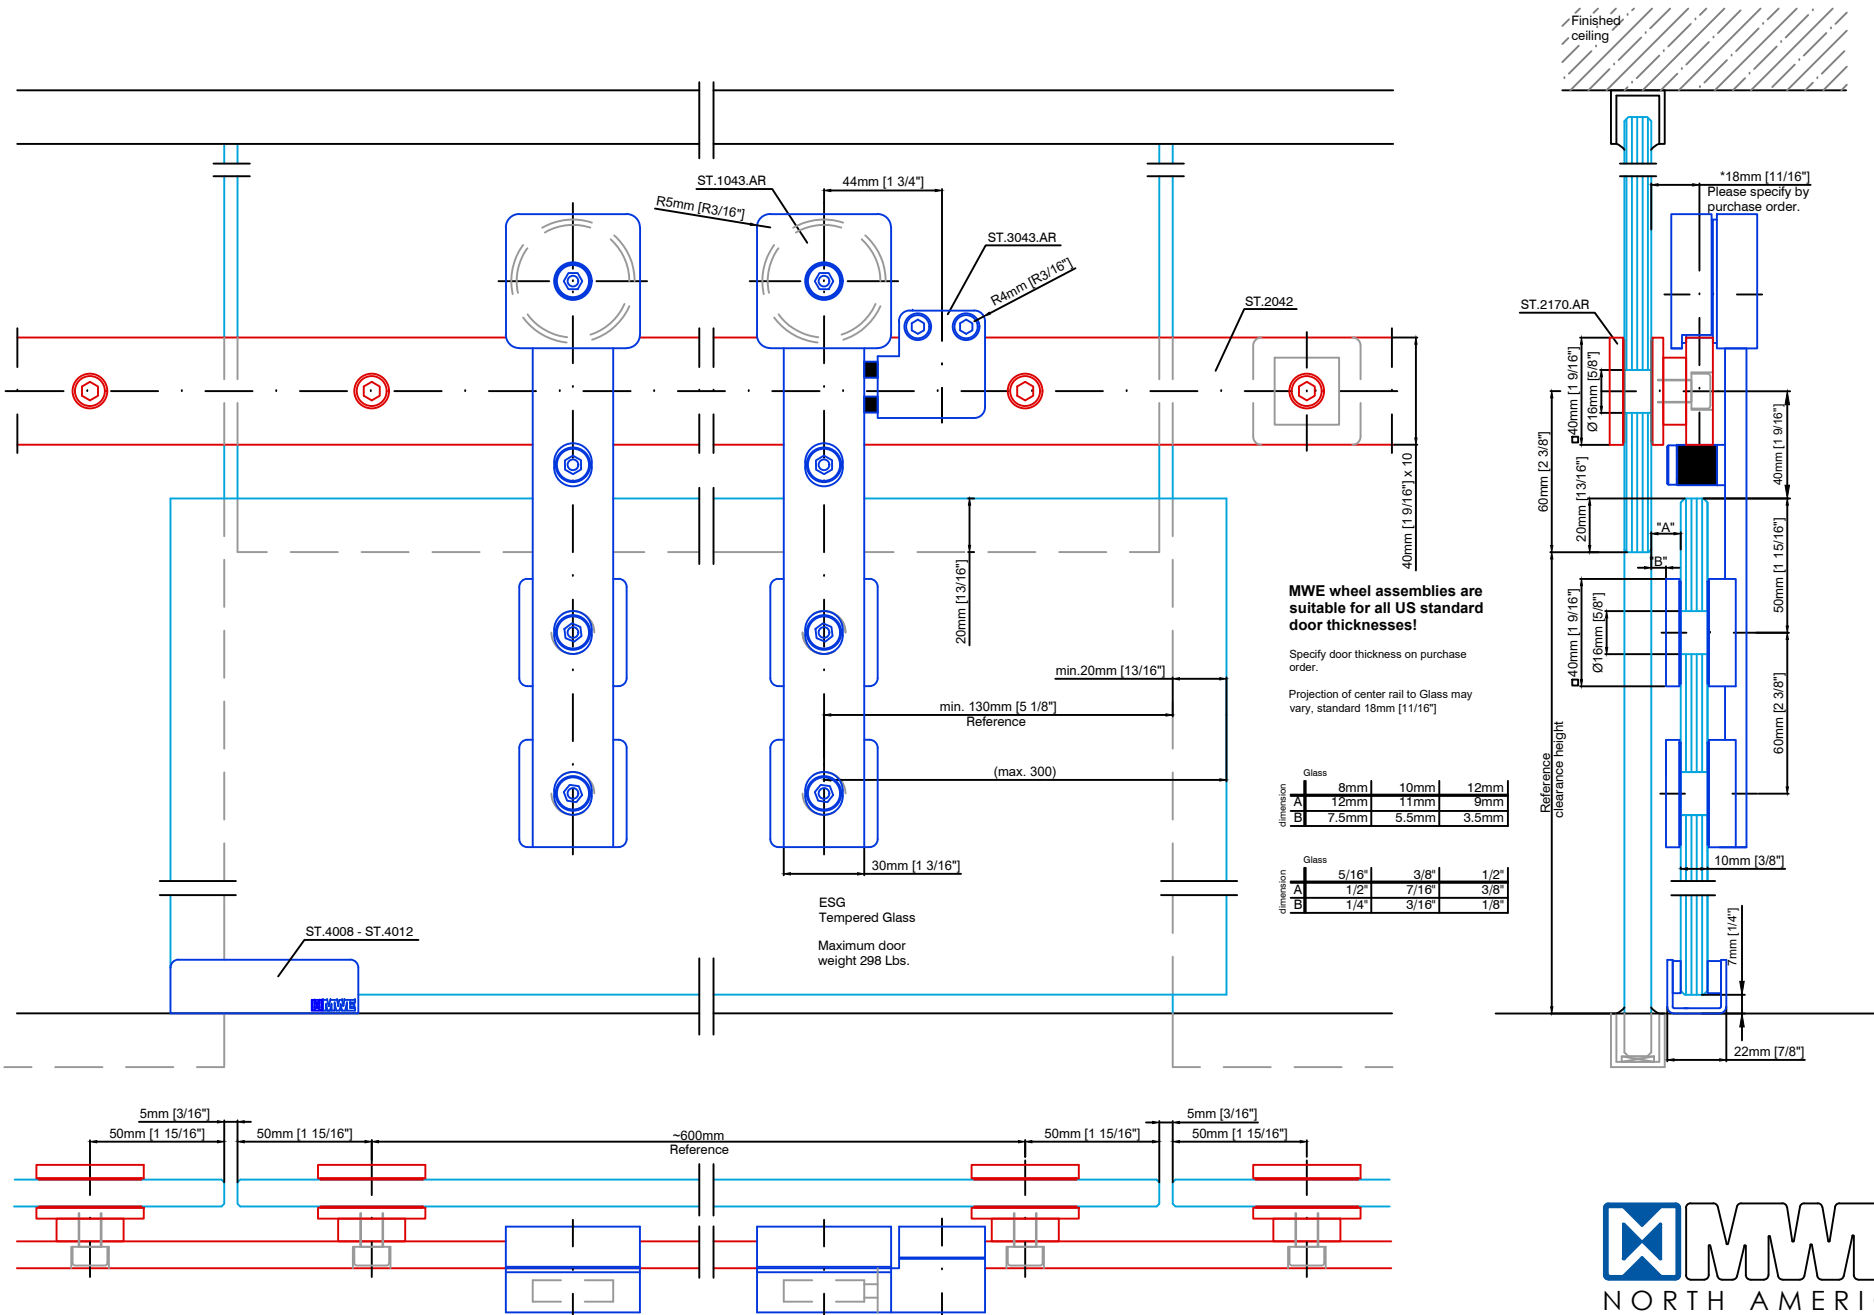 Finished
ceiling
ST.1043.AR
44mm [1 3/4"]
R5mm [R3/16"]
ST.3043.AR
R4mm [R3/16"]
ST.2042
*18mm [11/16"]
Please specify by
purchase order.
ST.2170.AR
40mm [1 9/16"]
Ø16mm [5/8"]
60mm [2 3/8"]
20mm [13/16"]
40mm [1 9/16"]
40mm [1 9/16"] x 10
"A"
"B"
50mm [1 15/16"]
20mm [13/16"]
MWE wheel assemblies are
suitable for all US standard
door thicknesses!
Specify door thickness on purchase
order.
Projection of center rail to Glass may
vary, standard 18mm [11/16"]
40mm [1 9/16"]
Ø16mm [5/8"]
60mm [2 3/8"]
min.20mm [13/16"]
min. 130mm [5 1/8"]
Reference
(max. 300)
Reference
clearance height
Glass
dimension
8mm 10mm 12mm
A 12mm 11mm 9mm
B 7.5mm 5.5mm 3.5mm
Glass
dimension
5/16" 3/8" 1/2"
A 1/2" 7/16" 3/8"
B 1/4" 3/16" 1/8"
30mm [1 3/16"]
10mm [3/8"]
ESG
Tempered Glass
Maximum door
weight 298 Lbs.
ST.4008 - ST.4012
MWE
7mm [1/4"]
22mm [7/8"]
5mm [3/16"]
50mm [1 15/16"]
50mm [1 15/16"]
~600mm
Reference
5mm [3/16"]
50mm [1 15/16"]
50mm [1 15/16"]
MWE
NORTH AMERI